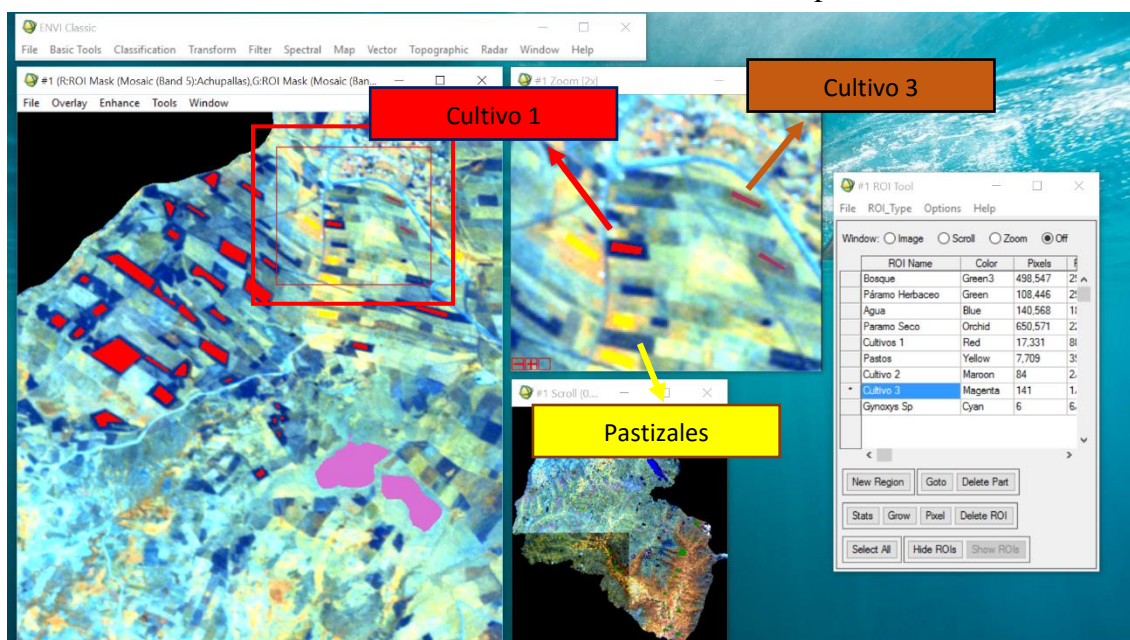 ENVI Classic
File Basic Tools Classification Transform Filter Spectral Map Vector Topographic Radar Window Help
#1 (R:ROI Mask (Mosaic (Band 5):Achupallas),G:ROI Mask (Mosaic (Ban...
File Overlay Enhance Tools Window
#1 Zoom [2x]
Cultivo 1
Cultivo 3
#1 Scroll (0....
Pastizales
#1 ROI Tool
File ROI_Type Options Help
Window: Image Scroll Zoom Off
ROI Name Color Pixels
Bosque Green3 498,547
Páramo Herbaceo Green 108,446
Agua Blue 140,568
Paramo Seco Orchid 650,571
Cultivos 1 Red 17,331
Pastos Yellow 7,709
Cultivo 2 Maroon 84
* Cultivo 3 Magenta 141
Gynoxys Sp Cyan 6
New Region Goto Delete Part
Stats Grow Pixel Delete ROI
Select All Hide ROIs Show ROIs